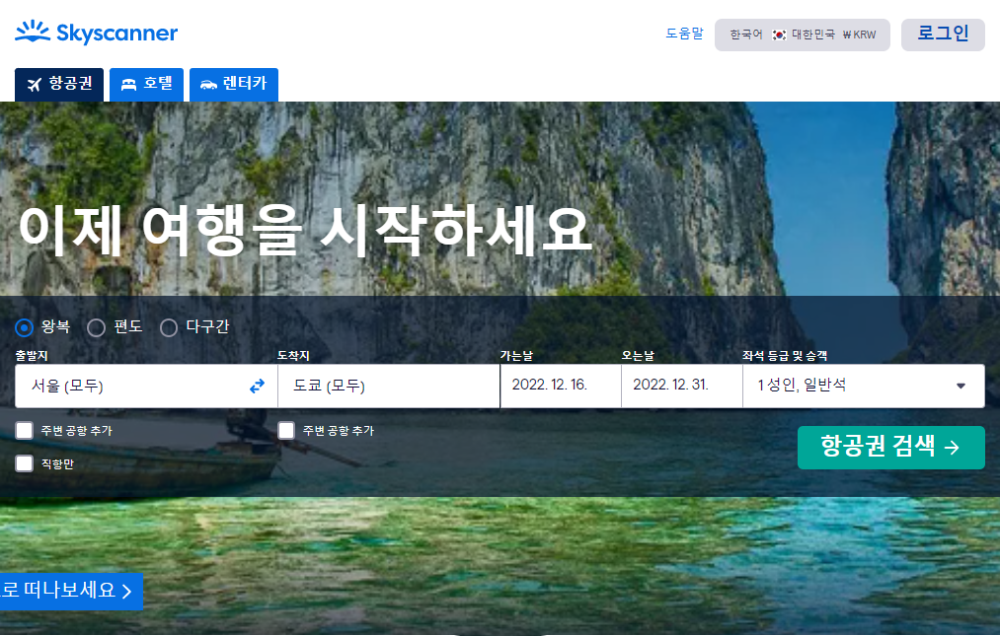 Skyscanner
도움말
한국어 대한민국 ₩ KRW
로그인
항공권
호텔
렌터카
이제 여행을 시작하세요
왕복 편도 다구간
출발지 도착지 가는날 오는날 좌석 등급 및 승객
서울 (모두) 도쿄 (모두) 2022. 12. 16. 2022. 12. 31. 1 성인, 일반석
주변 공항 추가 주변 공항 추가
직항만
항공권 검색
로 떠나보세요